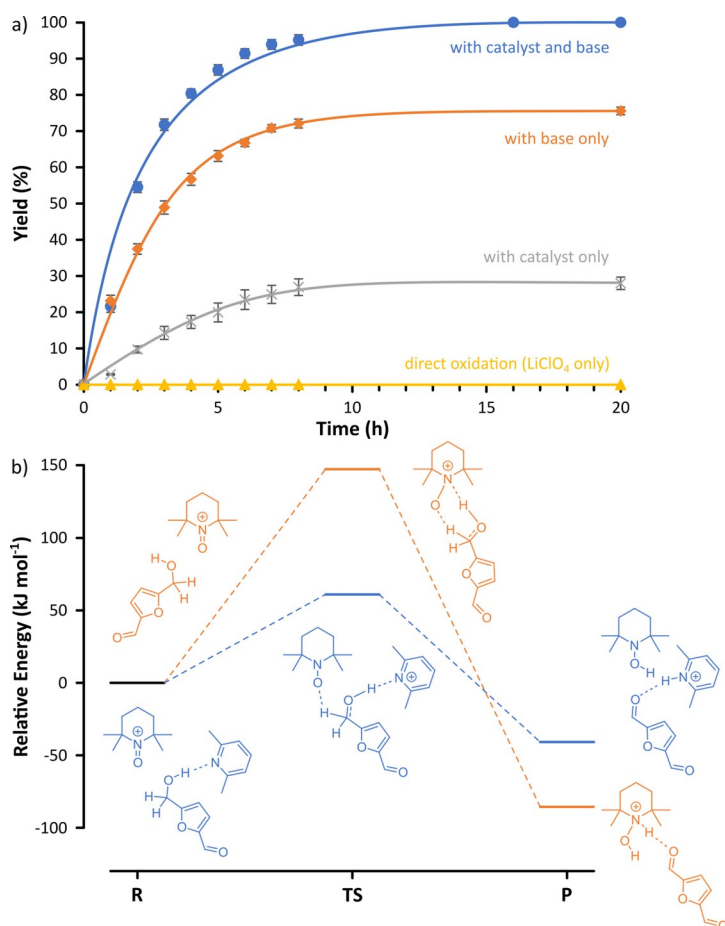 a)
100
90
80
70
60
50
40
30
20
10
0
Yield (%)
with catalyst and base
with base only
with catalyst only
direct oxidation (LiClO₄ only)
0 5 10 15 20
Time (h)
b)
150
100
50
0
-50
-100
Relative Energy (kJ mol⁻¹)
N
⊕
O
H
O
H
H
O
O
N
⊕
O
H
H
O
H
O
O
N
⊕
O
H
O
H
H
N
O
O
N
O
H
O
H
H
N
⊕
O
O
N
O
H
H
N
⊕
O
O
O
N
⊕
H
O
H
O
O
O
R TS P